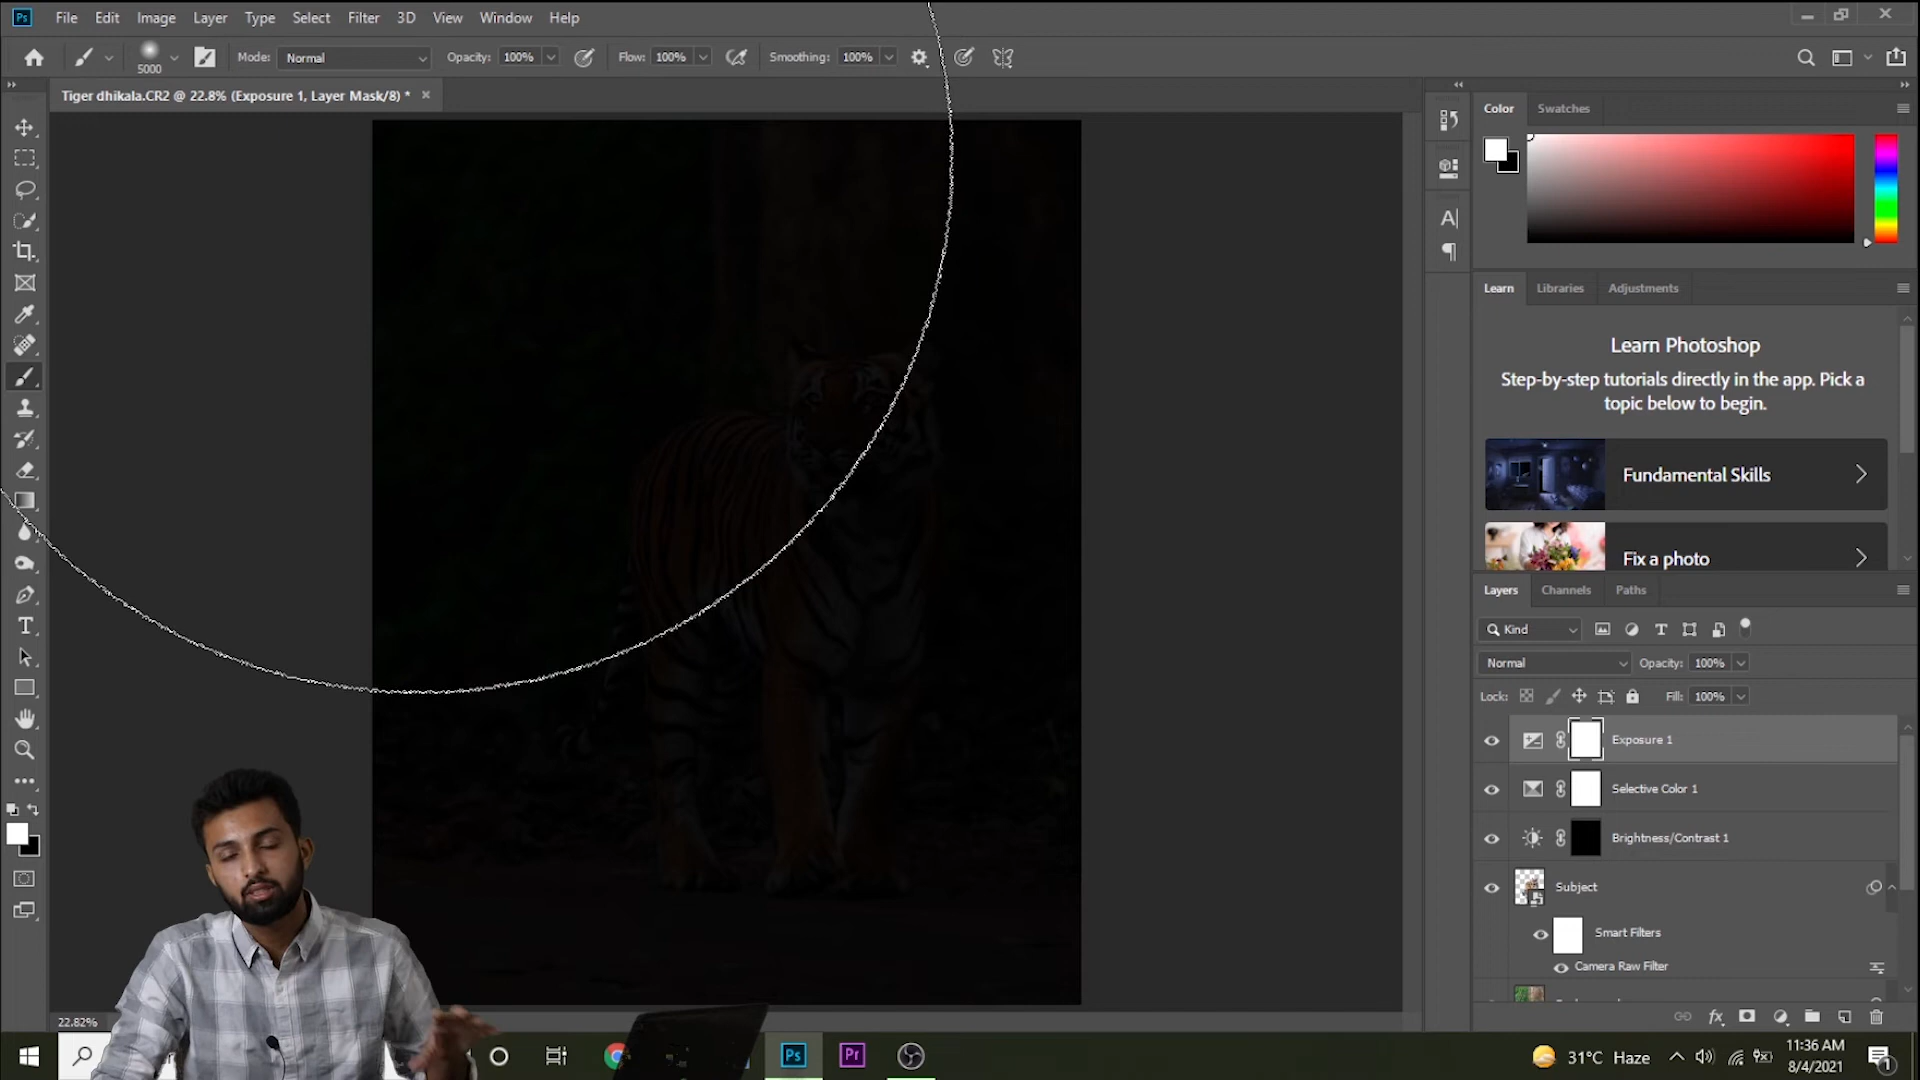 Ps File Edit Image Layer Type Select Filter 3D View Window Help
5000 Mode: Normal Opacity: 100% Flow: 100% Smoothing: 100%
Tiger dhikala.CR2 @ 22.8% (Exposure 1, Layer Mask/8) *
Color Swatches
Learn Libraries Adjustments
Learn Photoshop
Step-by-step tutorials directly in the app. Pick a
topic below to begin.
Fundamental Skills
Fix a photo
Layers Channels Paths
Kind
Normal Opacity: 100%
Lock: Fill: 100%
Exposure 1
Selective Color 1
Brightness/Contrast 1
Subject
Smart Filters
Camera Raw Filter
22.82%
Ps Pr 31°C Haze 11:36 AM
8/4/2021
1